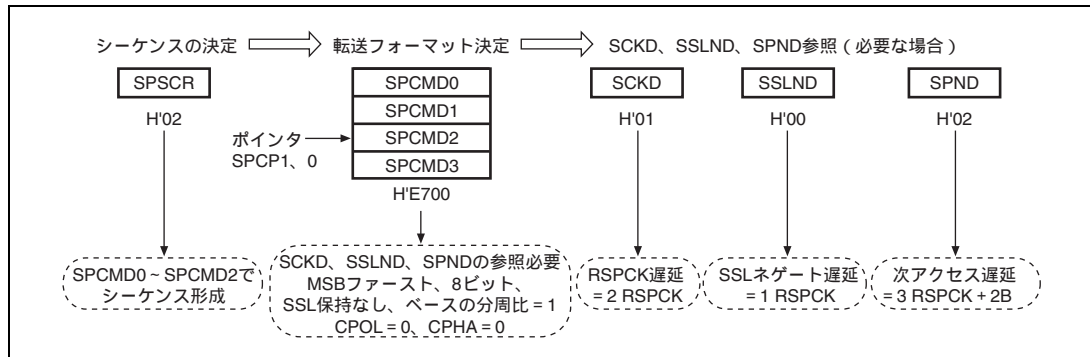 シーケンスの決定 転送フォーマット決定 SCKD、SSLND、SPND参照（必要な場合）
SPSCR
H'02
SPCMD0～SPCMD2で
シーケンス形成
ポインタ
SPCP1、0
SPCMD0
SPCMD1
SPCMD2
SPCMD3
H'E700
SCKD、SSLND、SPNDの参照必要
MSBファースト、8ビット、
SSL保持なし、ベースの分周比 = 1
CPOL = 0、CPHA = 0
SCKD
H'01
RSPCK遅延
= 2 RSPCK
SSLND
H'00
SSLネゲート遅延
= 1 RSPCK
SPND
H'02
次アクセス遅延
= 3 RSPCK + 2B